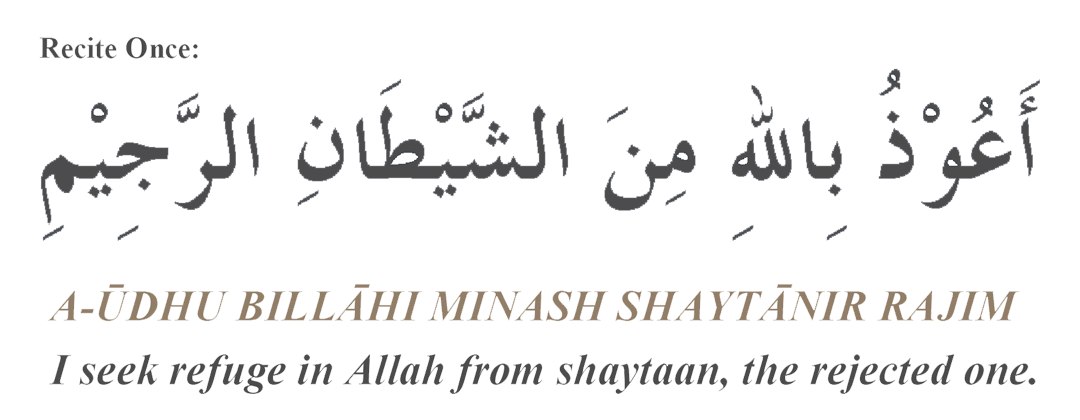 Recite Once:
أَعُوْذُ بِاللهِ مِنَ الشَّيْطَانِ الرَّجِيْمِ
A-ŪDHU BILLĀHI MINASH SHAYTĀNIR RAJIM
I seek refuge in Allah from shaytaan, the rejected one.